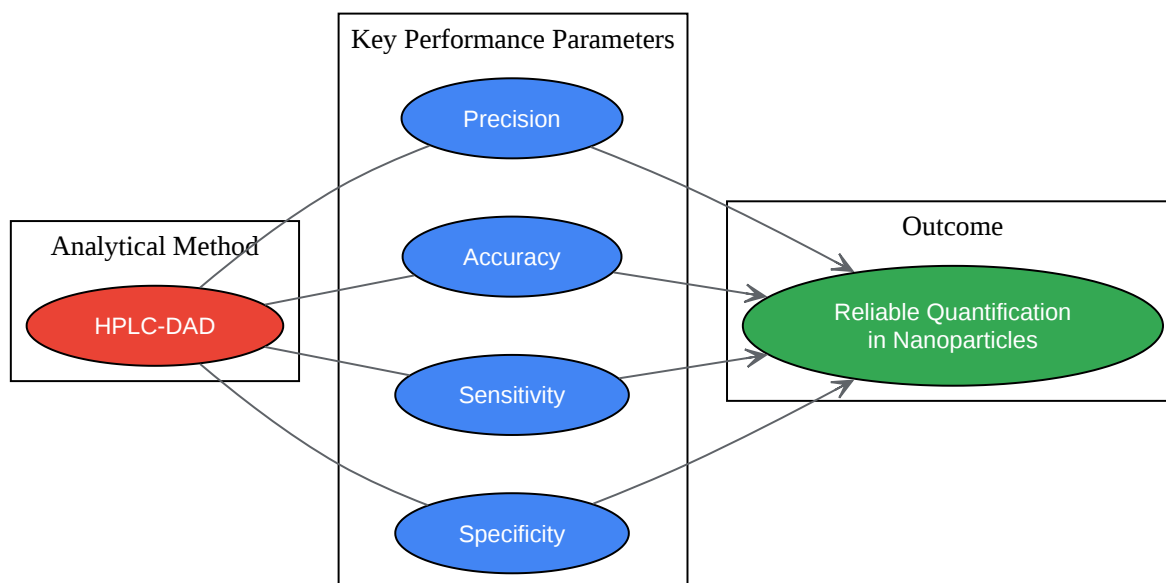 Key Performance Parameters
Precision
Analytical Method
HPLC-DAD
Accuracy
Sensitivity
Specificity
Outcome
Reliable Quantification
in Nanoparticles